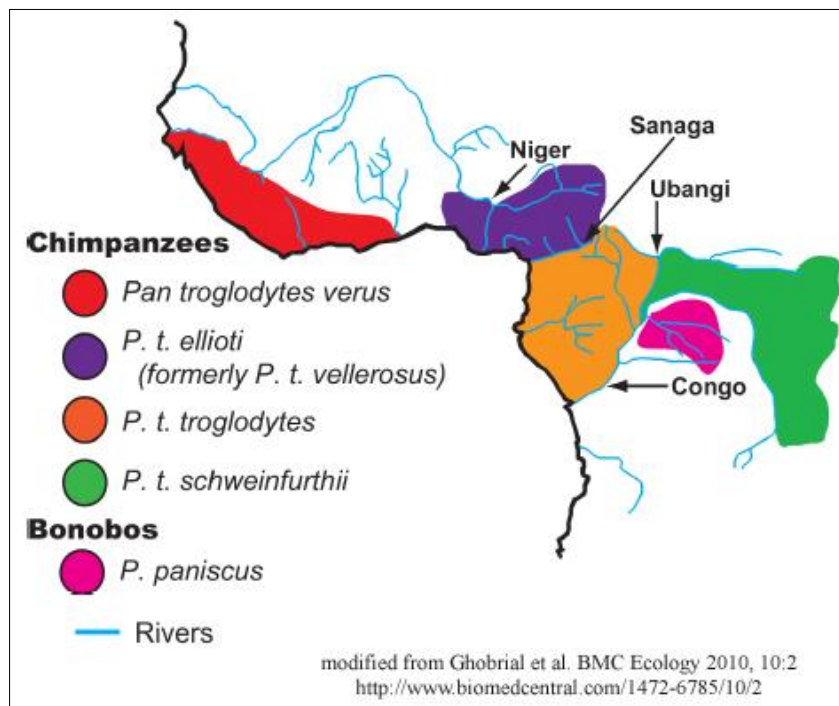 Niger
Sanaga
Ubangi
Congo
Chimpanzees
Pan troglodytes verus
P. t. ellioti
(formerly P. t. vellerosus)
P. t. troglodytes
P. t. schweinfurthii
Bonobos
P. paniscus
Rivers
modified from Ghobrial et al. BMC Ecology 2010, 10:2
http://www.biomedcentral.com/1472-6785/10/2